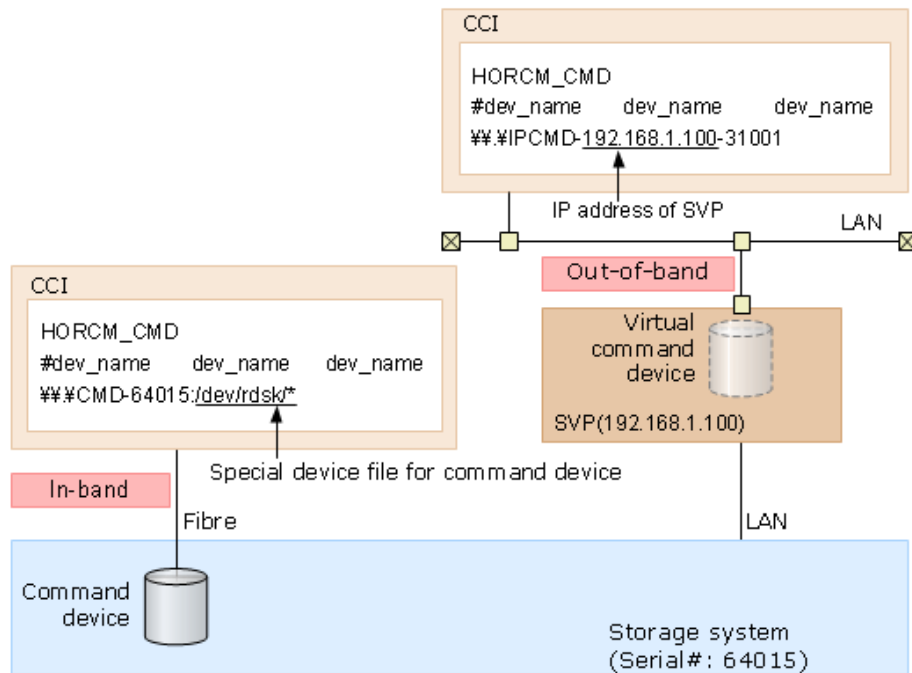 CCI
HORCM_CMD
#dev_name dev_name dev_name
¥¥.¥IPCMD-192.168.1.100-31001
IP address of SVP
LAN
Out-of-band
Virtual
command
device
SVP(192.168.1.100)
LAN
CCI
HORCM_CMD
#dev_name dev_name dev_name
¥¥.¥CMD-64015:/dev/rdsk/*
Special device file for command device
In-band
Fibre
Command
device
Storage system
(Serial#: 64015)